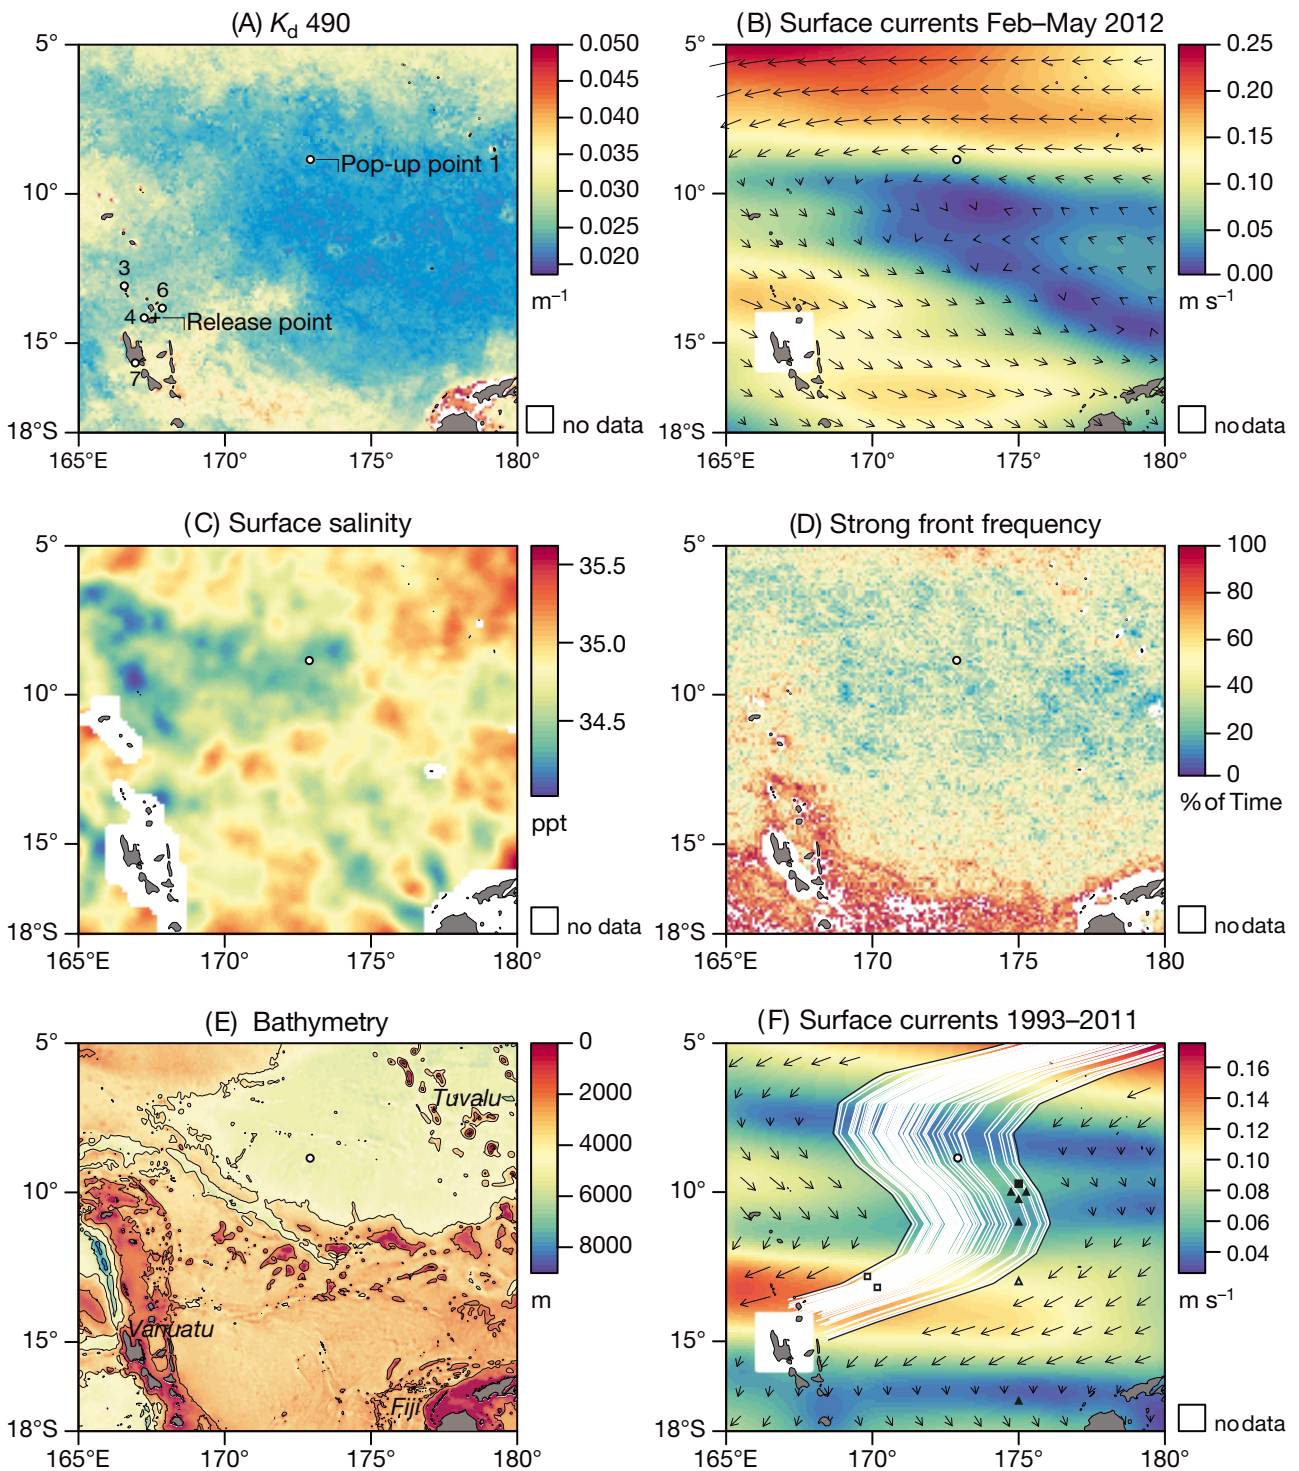 (A) Kd 490
5°
10°
15°
18°S
165°E
170°
175°
180°
Pop-up point 1
3
6
4
Release point
7
no data
0.050
0.045
0.040
0.035
0.030
0.025
0.020
m⁻¹
(B) Surface currents Feb–May 2012
5°
10°
15°
18°S
165°E
170°
175°
180°
no data
0.25
0.20
0.15
0.10
0.05
0.00
m s⁻¹
(C) Surface salinity
5°
10°
15°
18°S
165°E
170°
175°
180°
no data
35.5
35.0
34.5
ppt
(D) Strong front frequency
5°
10°
15°
18°S
165°E
170
175
180
no data
100
80
60
40
20
0
% of Time
(E) Bathymetry
5°
10°
15°
18°S
165°E
170°
175°
180°
Tuvalu
Vanuatu
Fiji
0
2000
4000
6000
8000
m
(F) Surface currents 1993–2011
5°
10°
15°
18°S
165°E
170°
175°
180°
no data
0.16
0.14
0.12
0.10
0.08
0.06
0.04
m s⁻¹